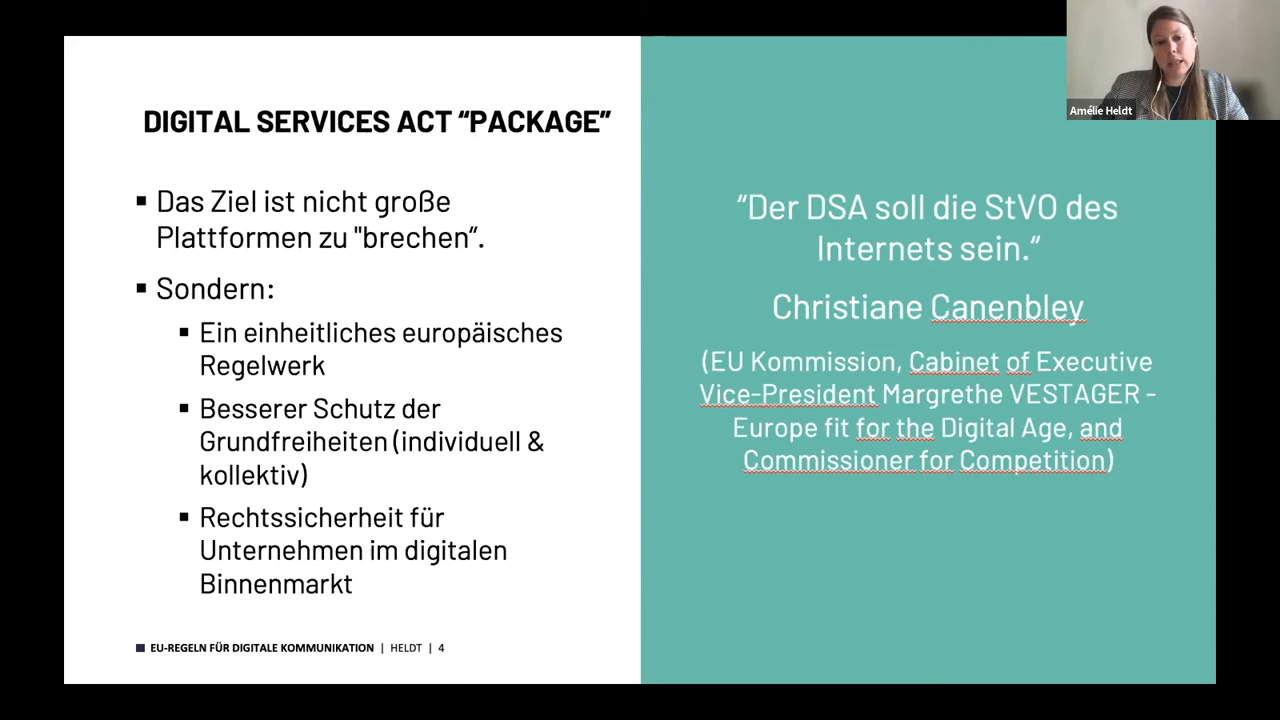 DIGITAL SERVICES ACT “PACKAGE”
▪ Das Ziel ist nicht große
Plattformen zu "brechen“.
▪ Sondern:
▪ Ein einheitliches europäisches
Regelwerk
▪ Besserer Schutz der
Grundfreiheiten (individuell &
kollektiv)
▪ Rechtssicherheit für
Unternehmen im digitalen
Binnenmarkt
EU-REGELN FÜR DIGITALE KOMMUNIKATION | HELDT | 4
Amélie Heldt
“Der DSA soll die StVO des
Internets sein.“
Christiane Canenbley
(EU Kommission, Cabinet of Executive
Vice-President Margrethe VESTAGER -
Europe fit for the Digital Age, and
Commissioner for Competition)